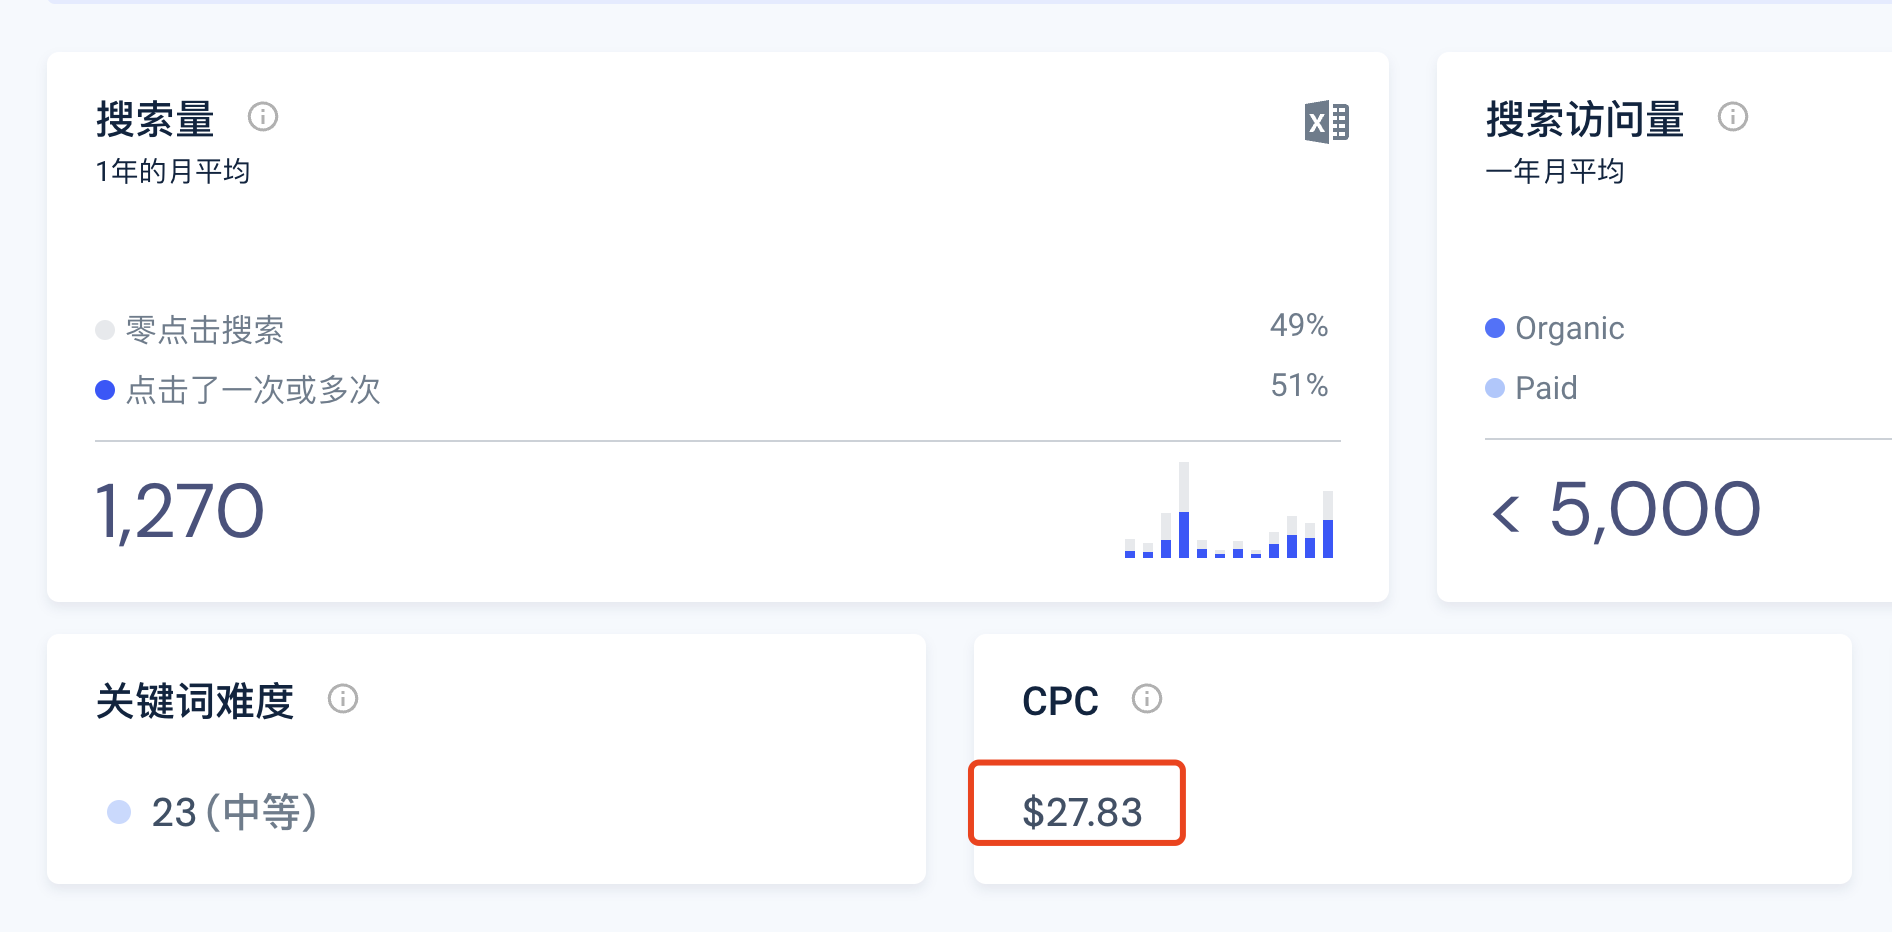 搜索量
1年的月平均
零点击搜索 49%
点击了一次或多次 51%
1,270
搜索访问量
一年月平均
Organic
Paid
< 5,000
关键词难度
23 (中等)
CPC
$27.83